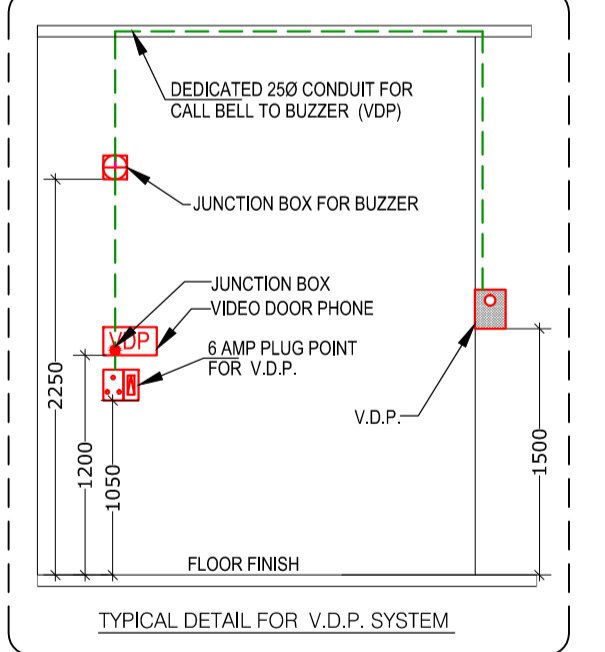 DEDICATED 25Ø CONDUIT FOR
CALL BELL TO BUZZER (VDP)
JUNCTION BOX FOR BUZZER
JUNCTION BOX
VIDEO DOOR PHONE
VDP
6 AMP PLUG POINT
FOR V.D.P.
V.D.P.
2250
1200
1050
1500
FLOOR FINISH
TYPICAL DETAIL FOR V.D.P. SYSTEM